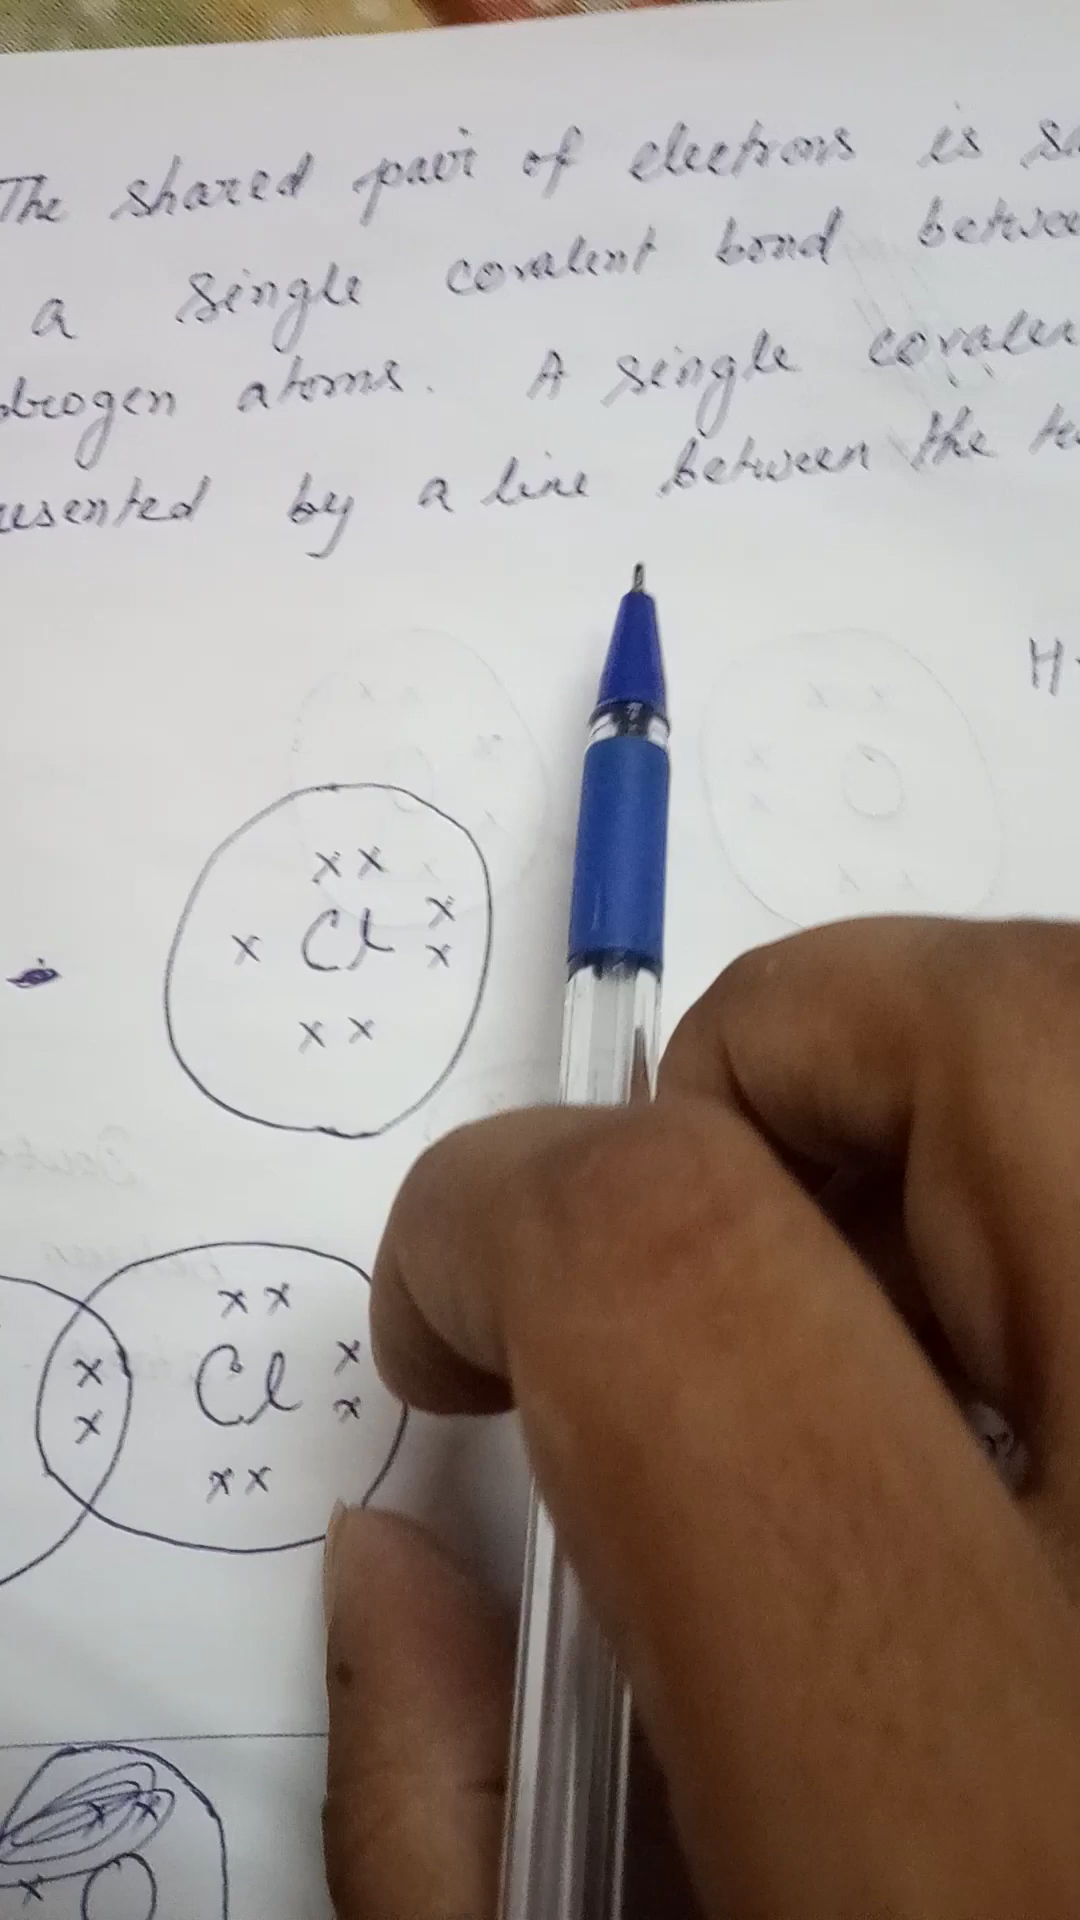 The shared pair of electrons is
a single covalent bond
atoms. A single
by a line between the
H
x x
x Cl x
x
x x
x x
x Cl x
x x
x x
x